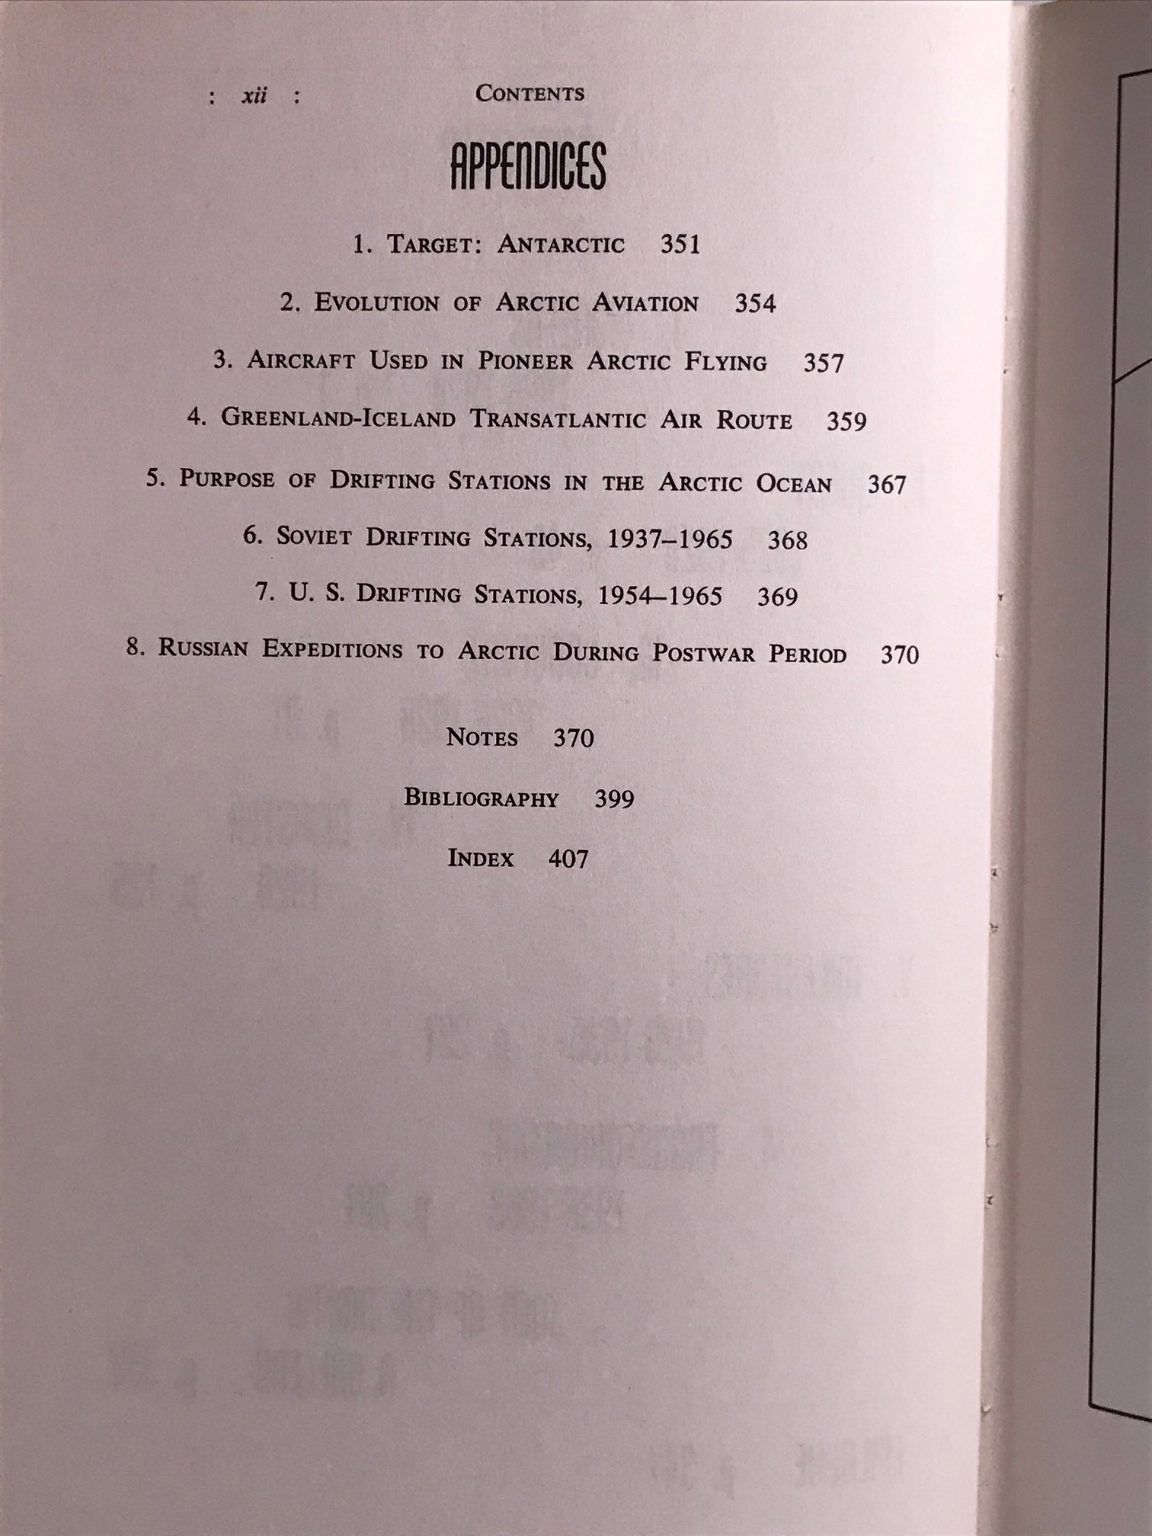 : xii : CONTENTS
APPENDICES
1. TARGET: ANTARCTIC 351
2. EVOLUTION OF ARCTIC AVIATION 354
3. AIRCRAFT USED IN PIONEER ARCTIC FLYING 357
4. GREENLAND-ICELAND TRANSATLANTIC AIR ROUTE 359
5. PURPOSE OF DRIFTING STATIONS IN THE ARCTIC OCEAN 367
6. SOVIET DRIFTING STATIONS, 1937–1965 368
7. U. S. DRIFTING STATIONS, 1954–1965 369
8. RUSSIAN EXPEDITIONS TO ARCTIC DURING POSTWAR PERIOD 370
NOTES 370
BIBLIOGRAPHY 399
INDEX 407